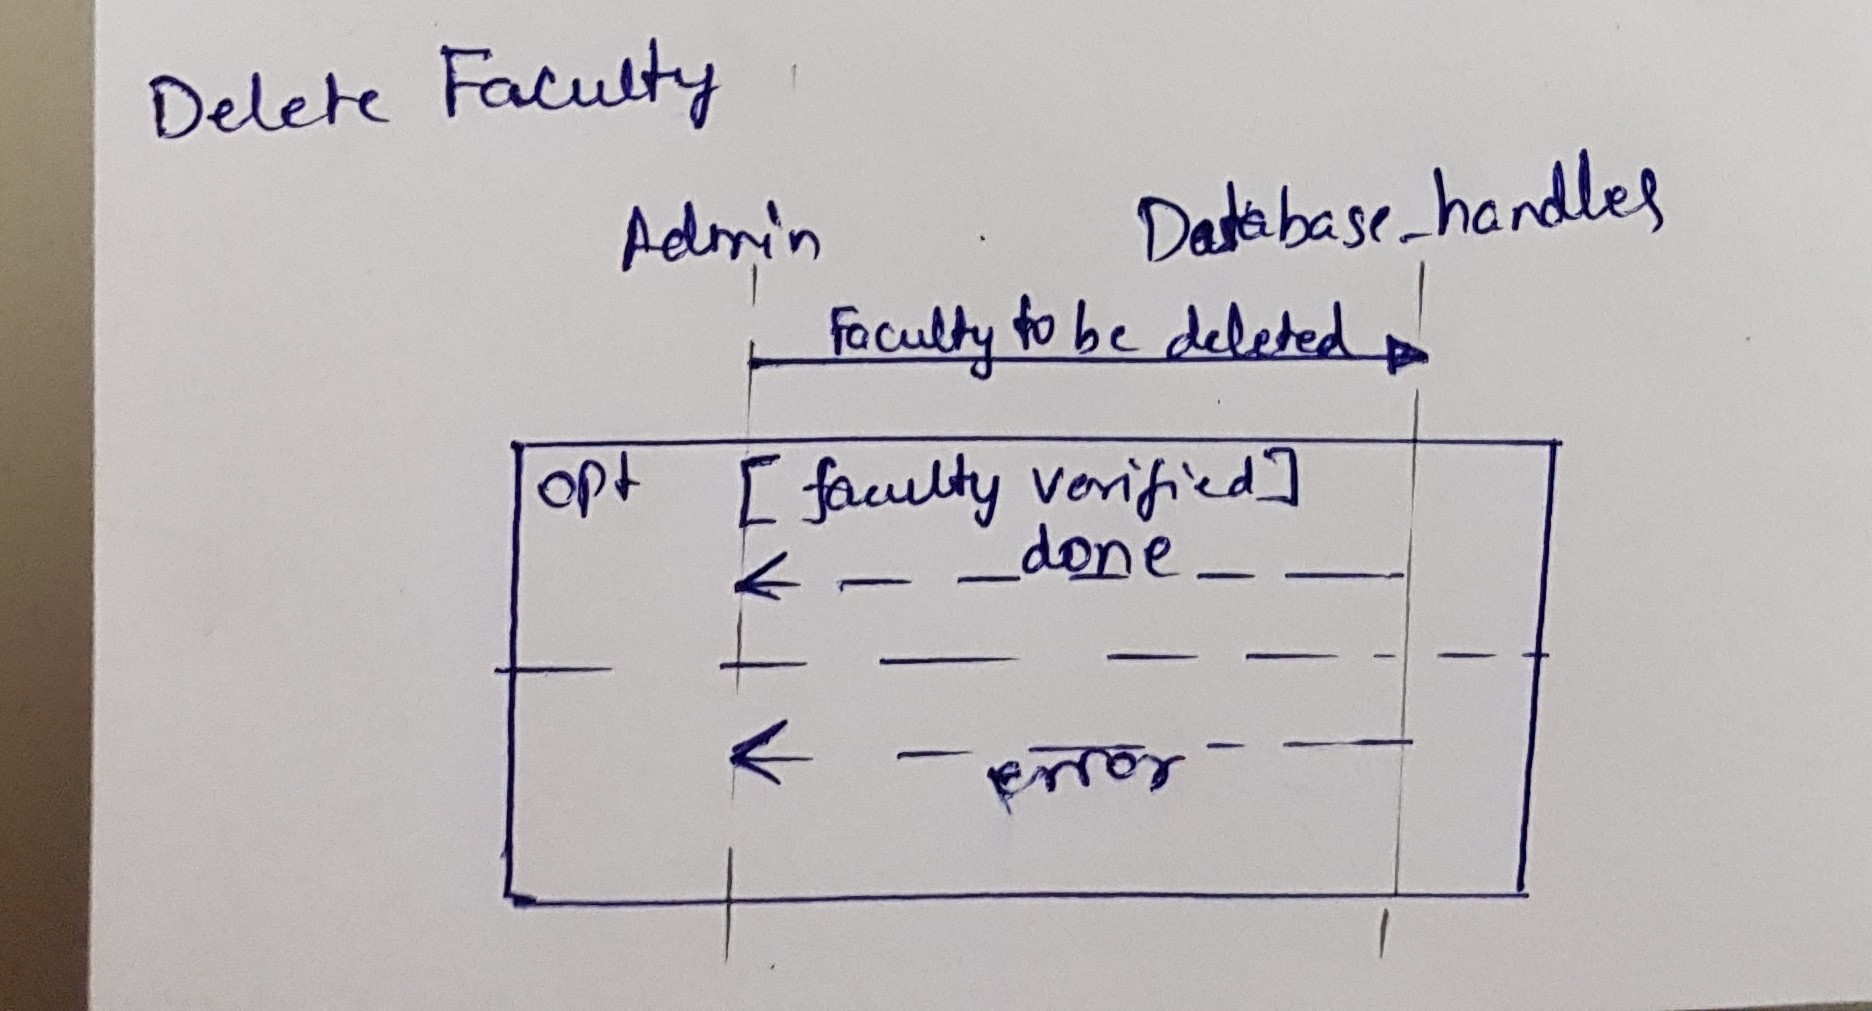 Delete Faculty
Admin Database_handles
Faculty to be deleted
opt [ faculty verified]
done
error